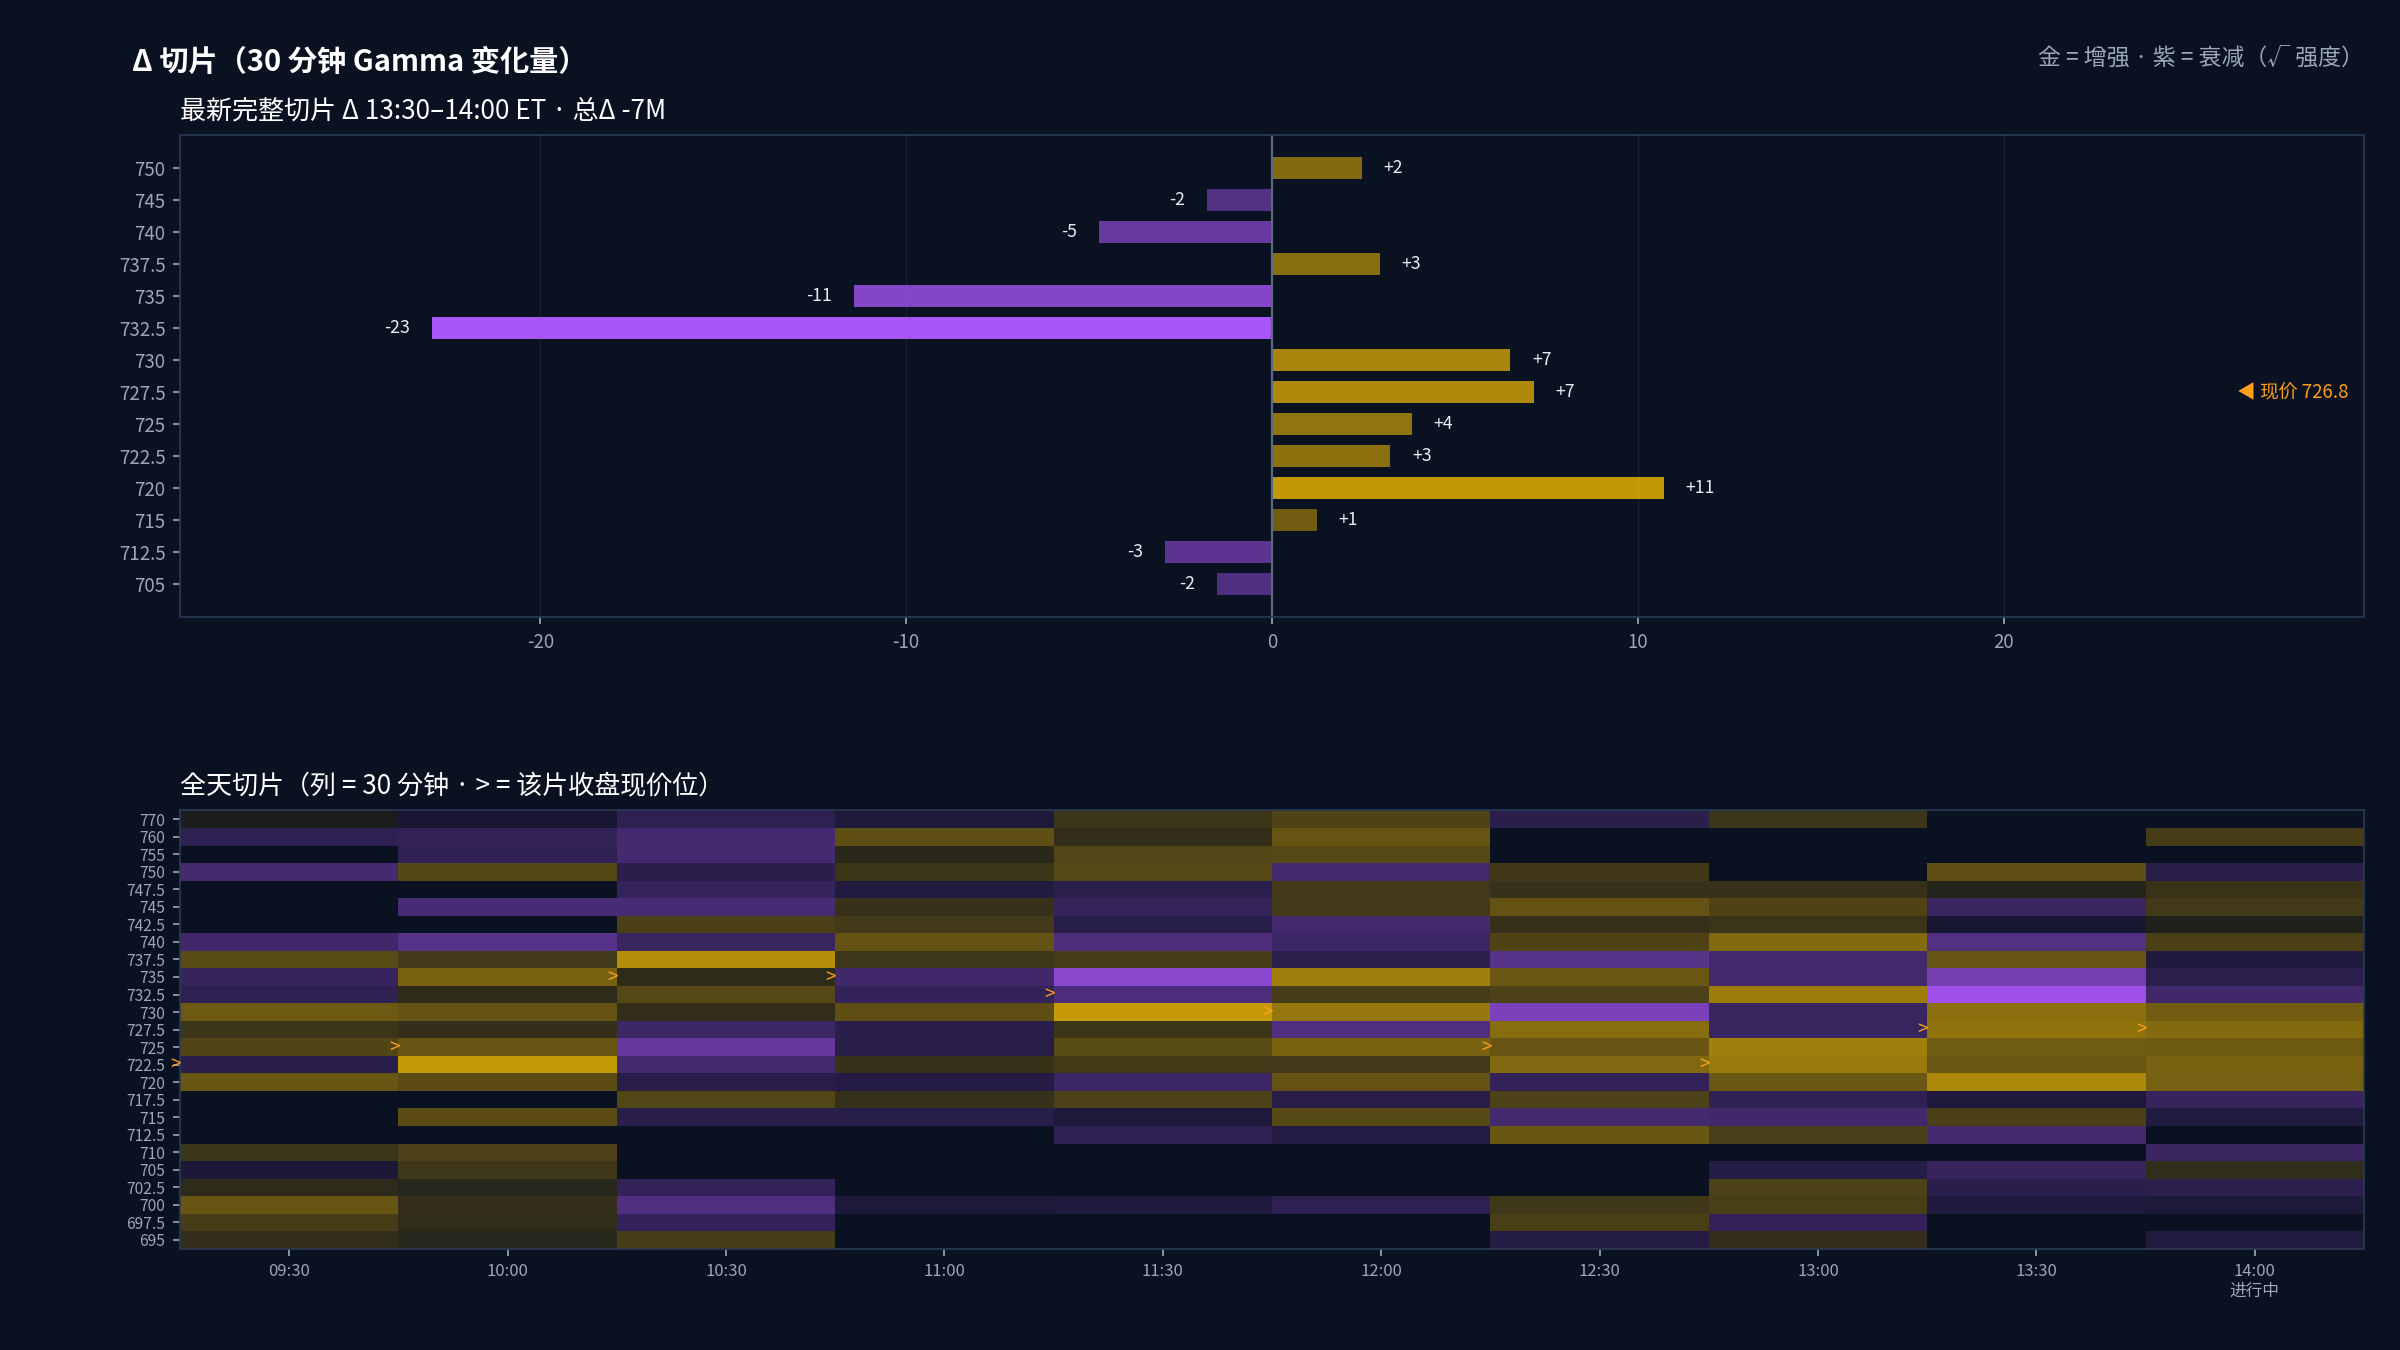 Δ 切片（30 分钟 Gamma 变化量）
金 = 增强 · 紫 = 衰减（√ 强度）
最新完整切片 Δ 13:30–14:00 ET · 总Δ -7M
750 +2
745 -2
740 -5
737.5 +3
735 -11
732.5 -23
730 +7
727.5 +7 ◀ 现价 726.8
725 +4
722.5 +3
720 +11
715 +1
712.5 -3
705 -2
-20 -10 0 10 20
全天切片（列 = 30 分钟 · > = 该片收盘现价位）
770
760
755
750
747.5
745
742.5
740
737.5
735 > >
732.5 >
730 >
727.5 > >
725 > >
722.5 > >
720
717.5
715
712.5
710
705
702.5
700
697.5
695
09:30 10:00 10:30 11:00 11:30 12:00 12:30 13:00 13:30 14:00
进行中